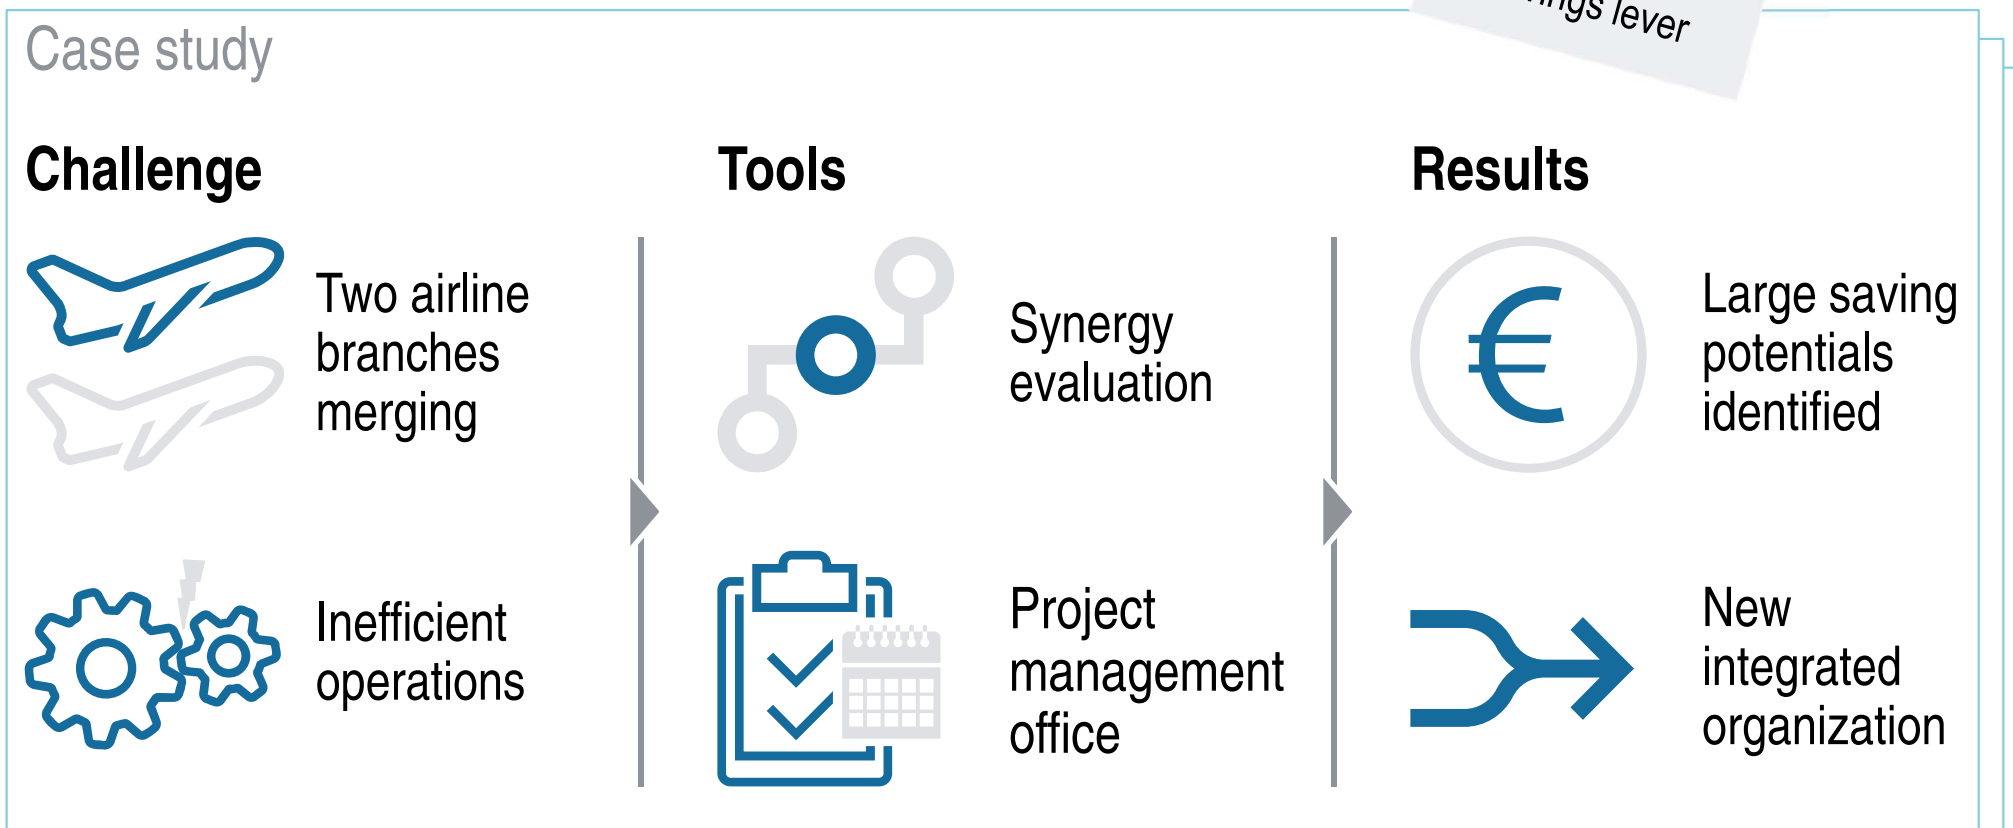 lever
Case study
Challenge
Two airline
branches
merging
Inefficient
operations
Tools
Synergy
evaluation
Project
management
office
Results
Large saving
potentials
identified
New
integrated
organization